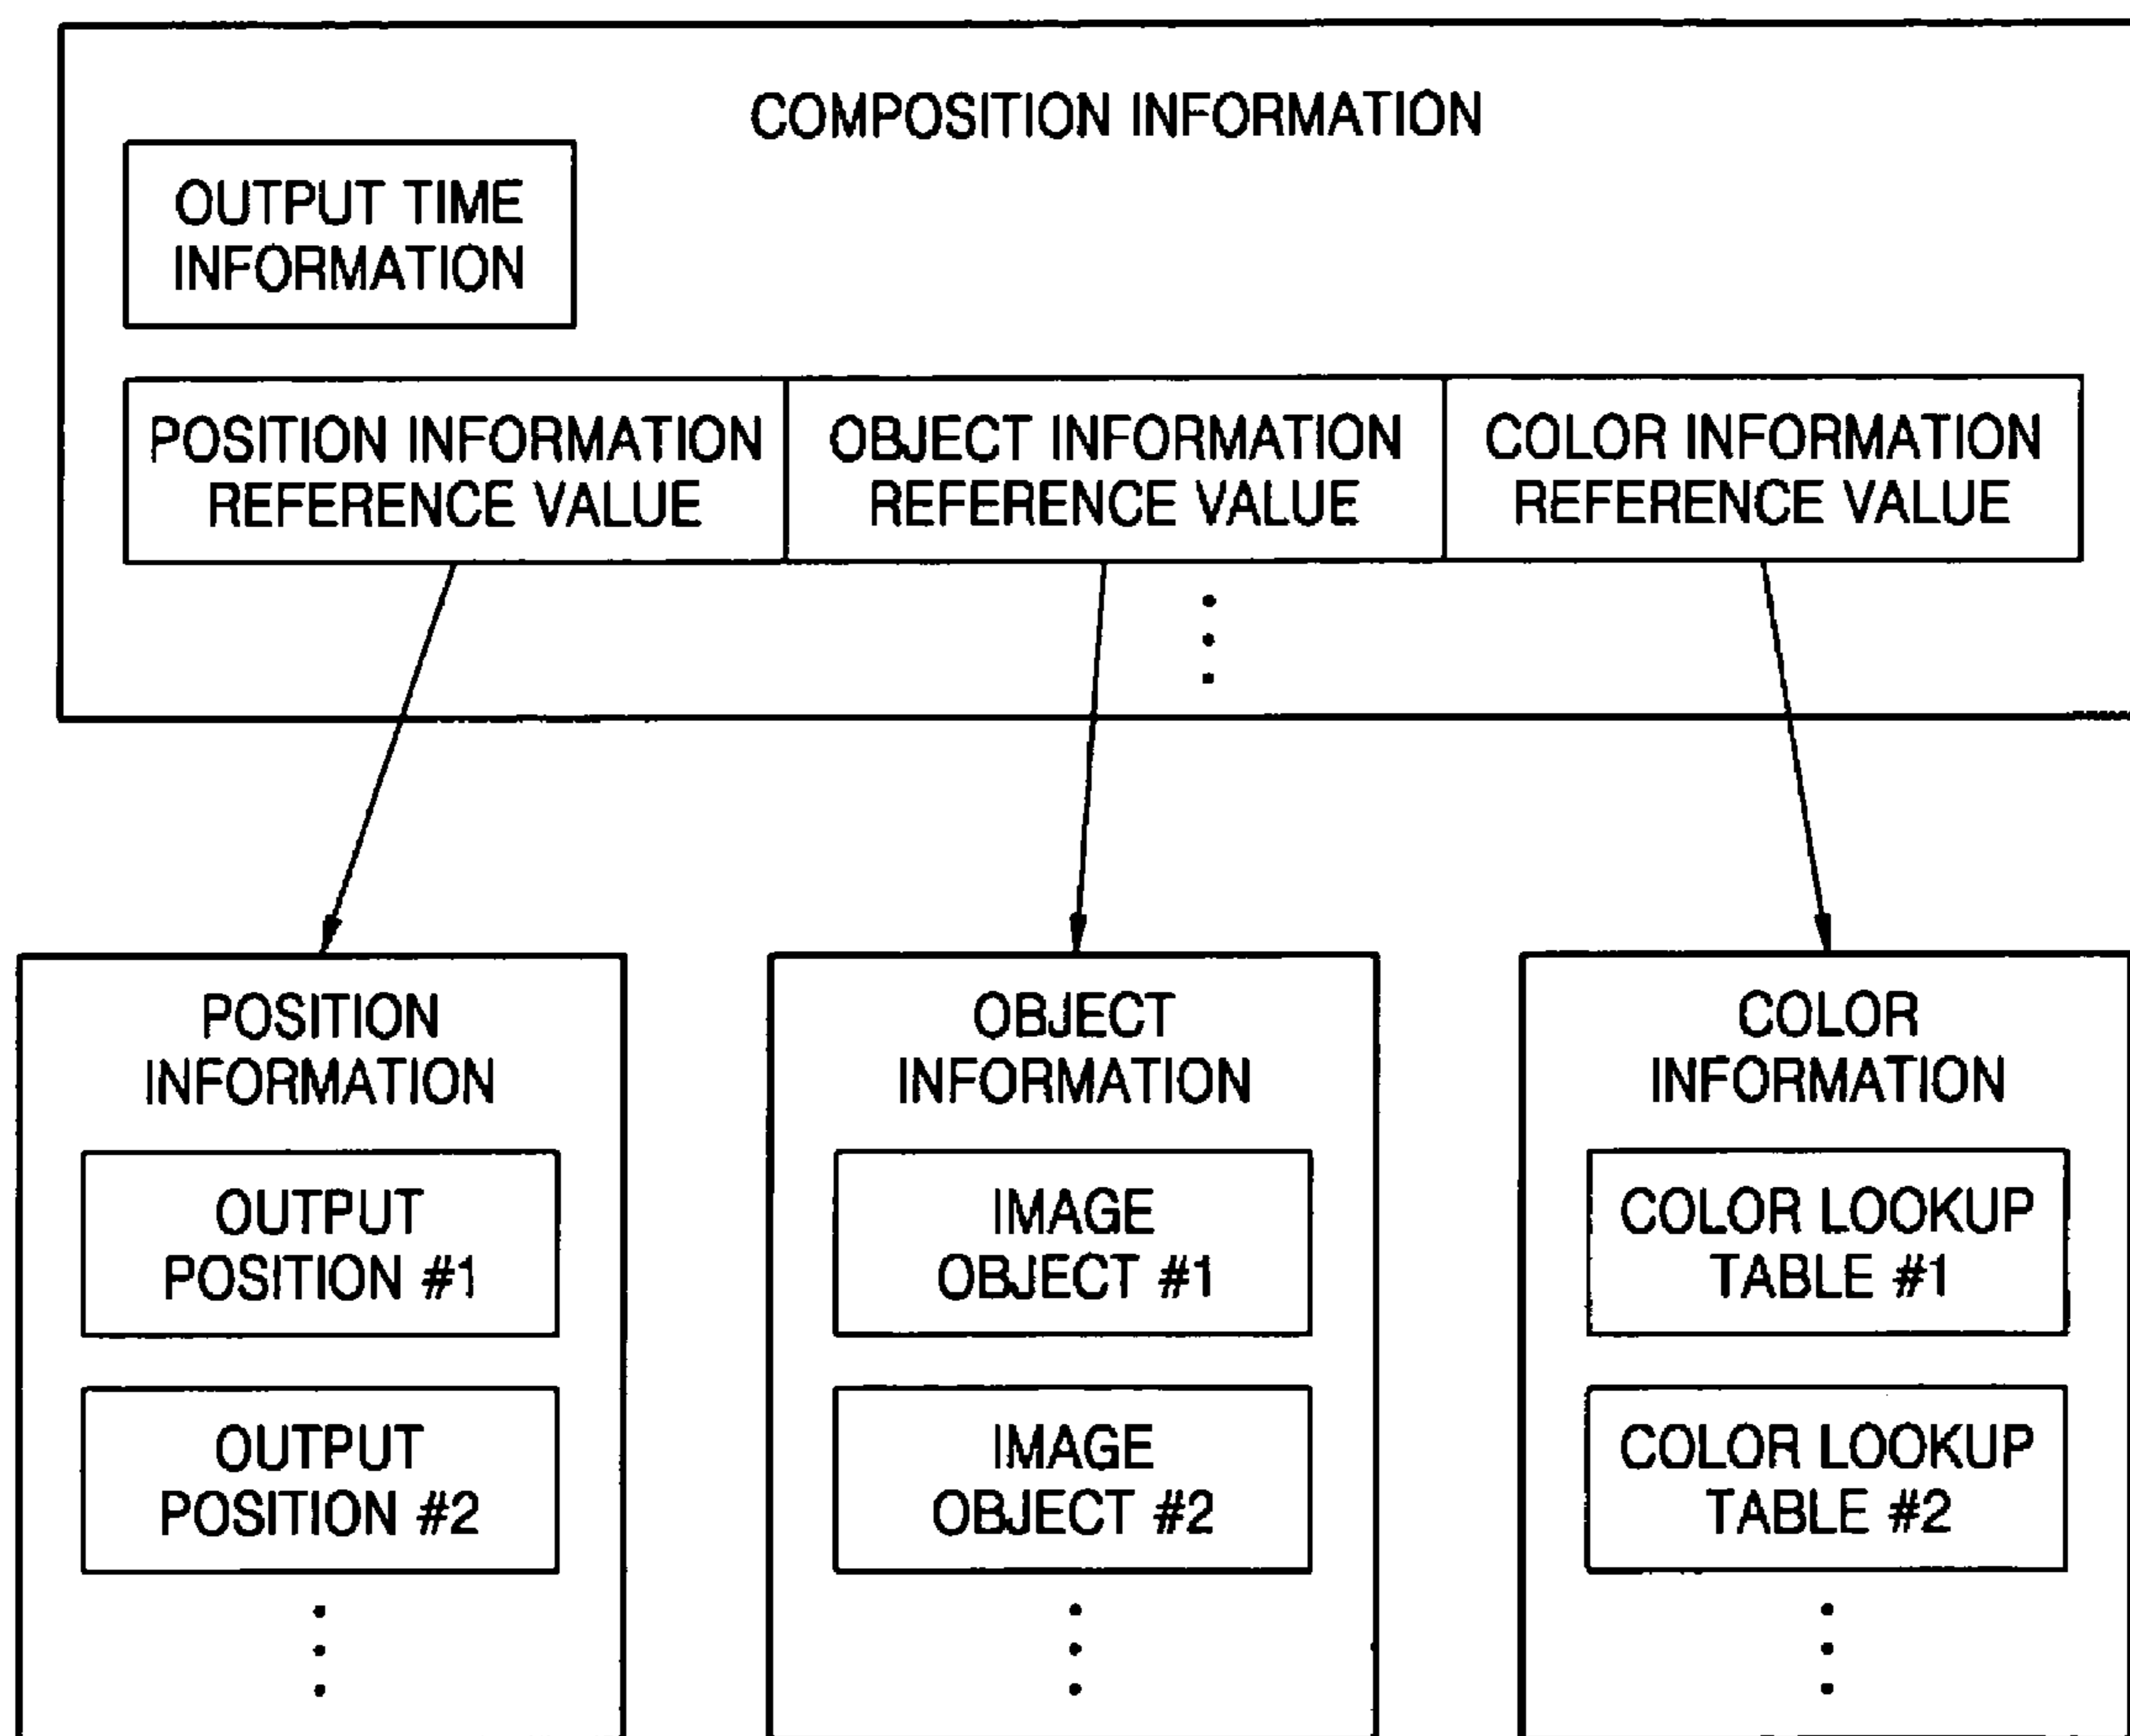 COMPOSITION INFORMATION
OUTPUT TIME
INFORMATION
POSITION INFORMATION
REFERENCE VALUE
OBJECT INFORMATION
REFERENCE VALUE
COLOR INFORMATION
REFERENCE VALUE
POSITION
INFORMATION
OUTPUT
POSITION #1
OUTPUT
POSITION #2
OBJECT
INFORMATION
IMAGE
OBJECT #1
IMAGE
OBJECT #2
COLOR
INFORMATION
COLOR LOOKUP
TABLE #1
COLOR LOOKUP
TABLE #2